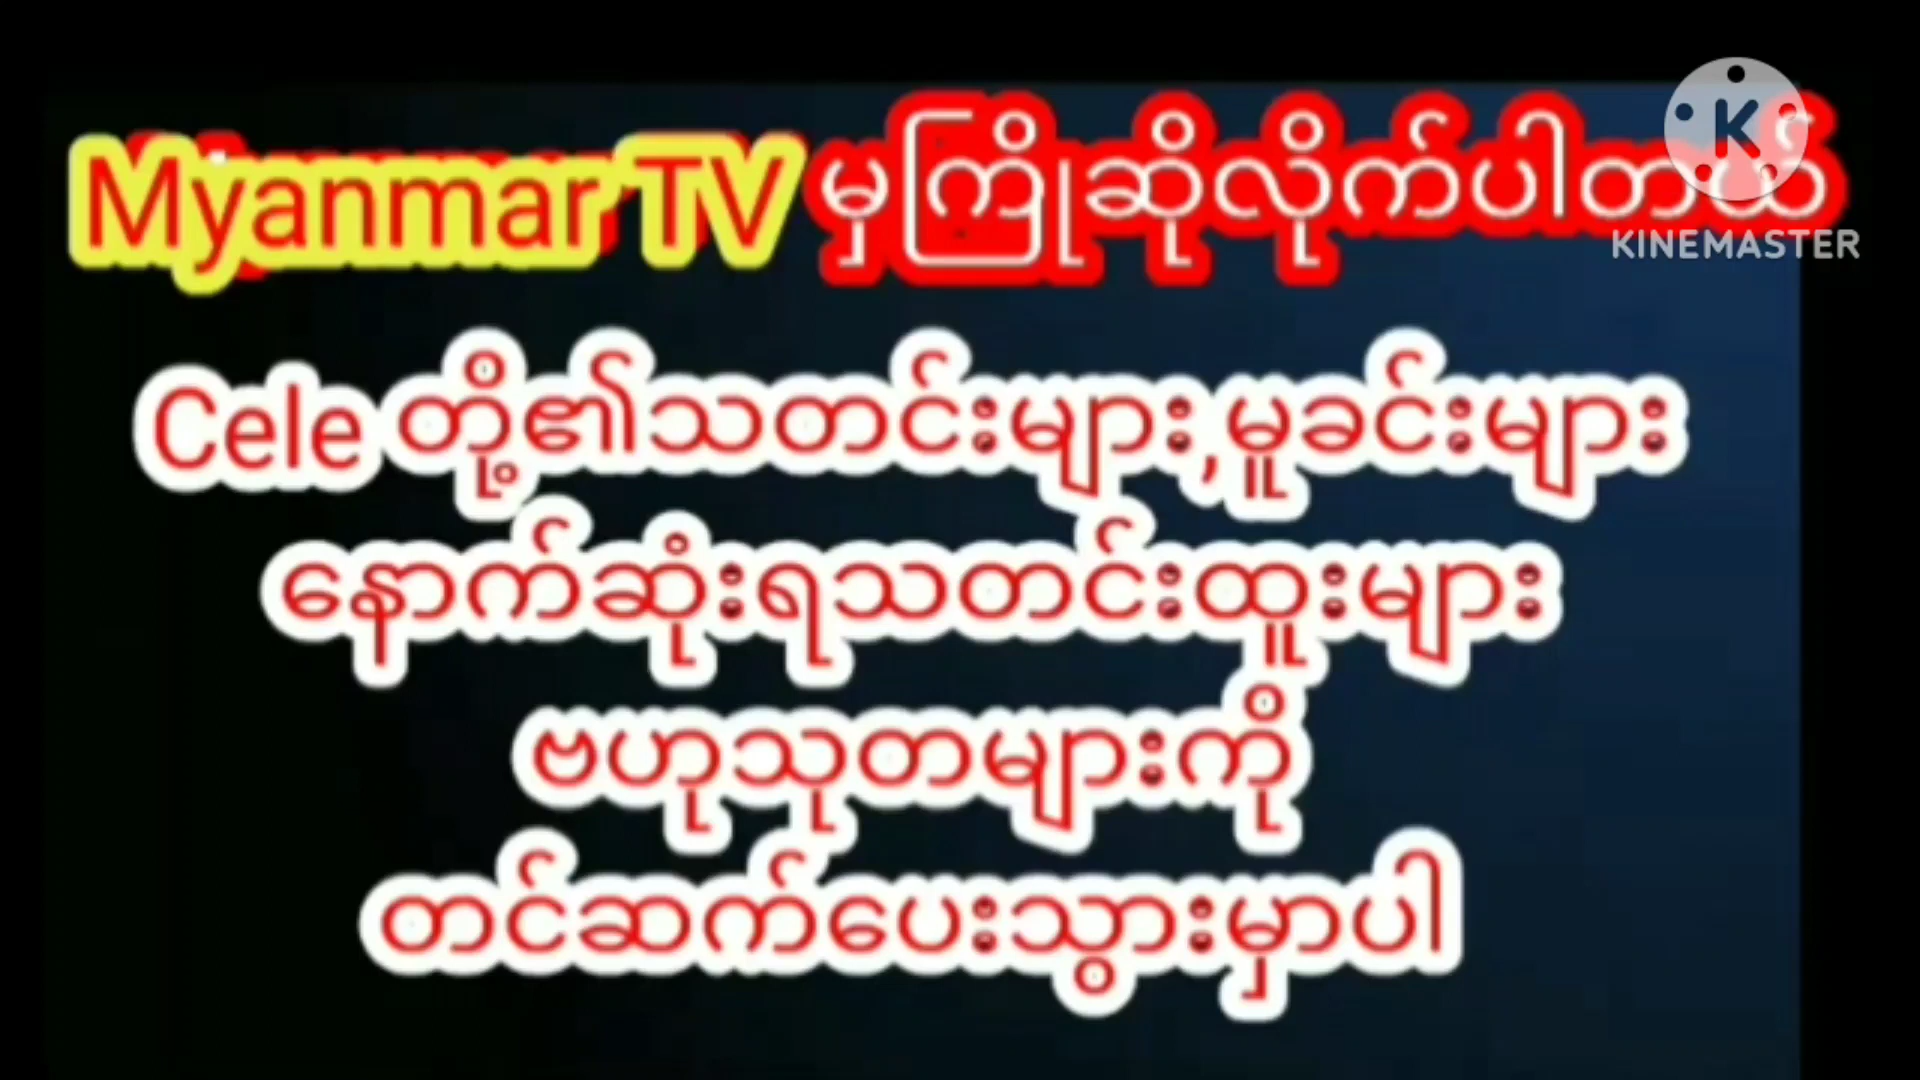 Myanmar TV မှကြိုဆိုလိုက်ပါတယ်
KINEMASTER
Cele တို့၏သတင်းများ,မူခင်းများ
နောက်ဆုံးရသတင်းထူးများ
ဗဟုသုတများကို
တင်ဆက်ပေးသွားမှာပါ